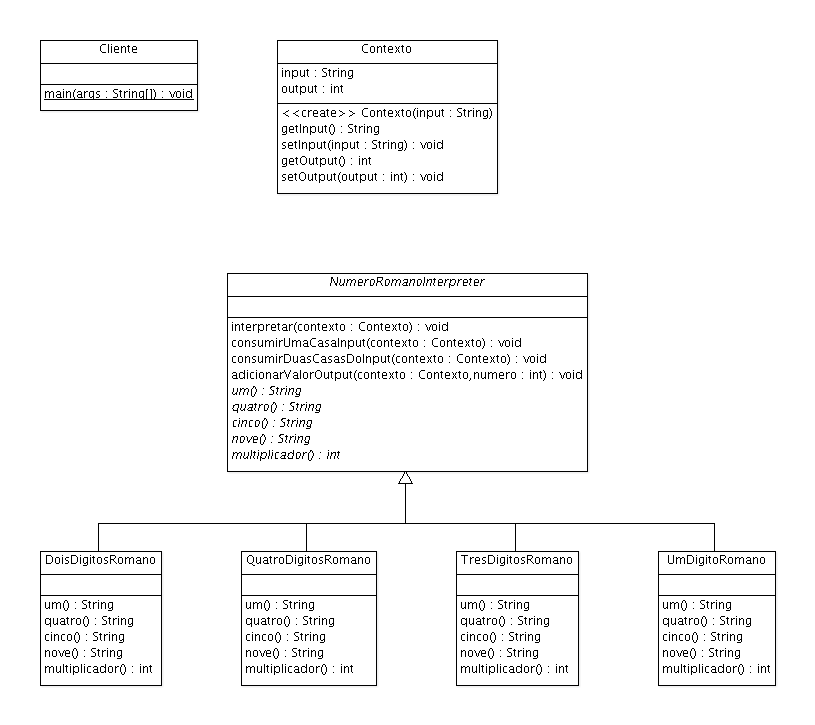 Cliente
main(args : String[]) : void
Contexto
input : String
output : int
<<create>> Contexto(input : String)
getInput() : String
setInput(input : String) : void
getOutput() : int
setOutput(output : int) : void
NumeroRomanoInterpreter
interpretar(contexto : Contexto) : void
consumirUmaCasaInput(contexto : Contexto) : void
consumirDuasCasasDoInput(contexto : Contexto) : void
adicionarValorOutput(contexto : Contexto,numero : int) : void
um() : String
quatro() : String
cinco() : String
nove() : String
multiplicador() : int
DoisDigitosRomano
um() : String
quatro() : String
cinco() : String
nove() : String
multiplicador() : int
QuatroDigitosRomano
um() : String
quatro() : String
cinco() : String
nove() : String
multiplicador() : int
TresDigitosRomano
um() : String
quatro() : String
cinco() : String
nove() : String
multiplicador() : int
UmDigitoRomano
um() : String
quatro() : String
cinco() : String
nove() : String
multiplicador() : int